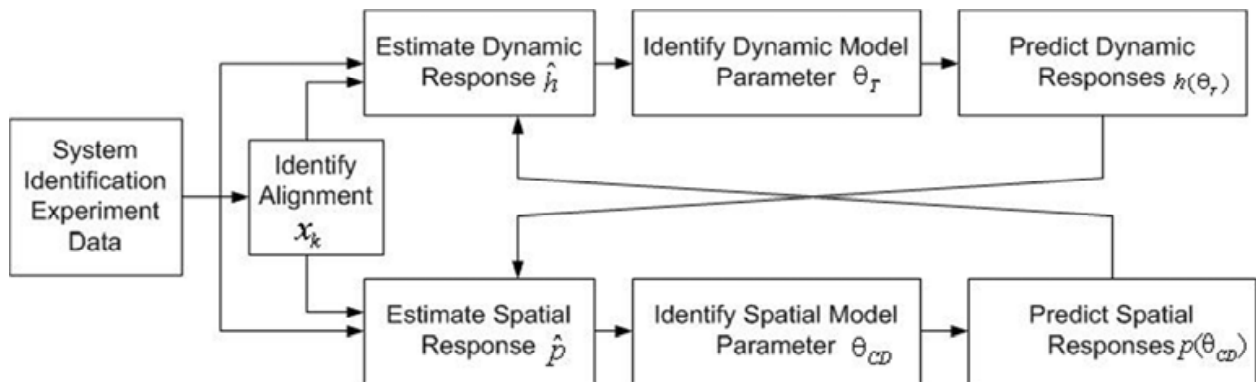 System
Identification
Experiment
Data
Identify
Alignment
x_k
Estimate Dynamic
Response ĥ
Identify Dynamic Model
Parameter θ_T
Predict Dynamic
Responses h(θ_T)
Estimate Spatial
Response p̂
Identify Spatial Model
Parameter θ_CD
Predict Spatial
Responses p(θ_CD)